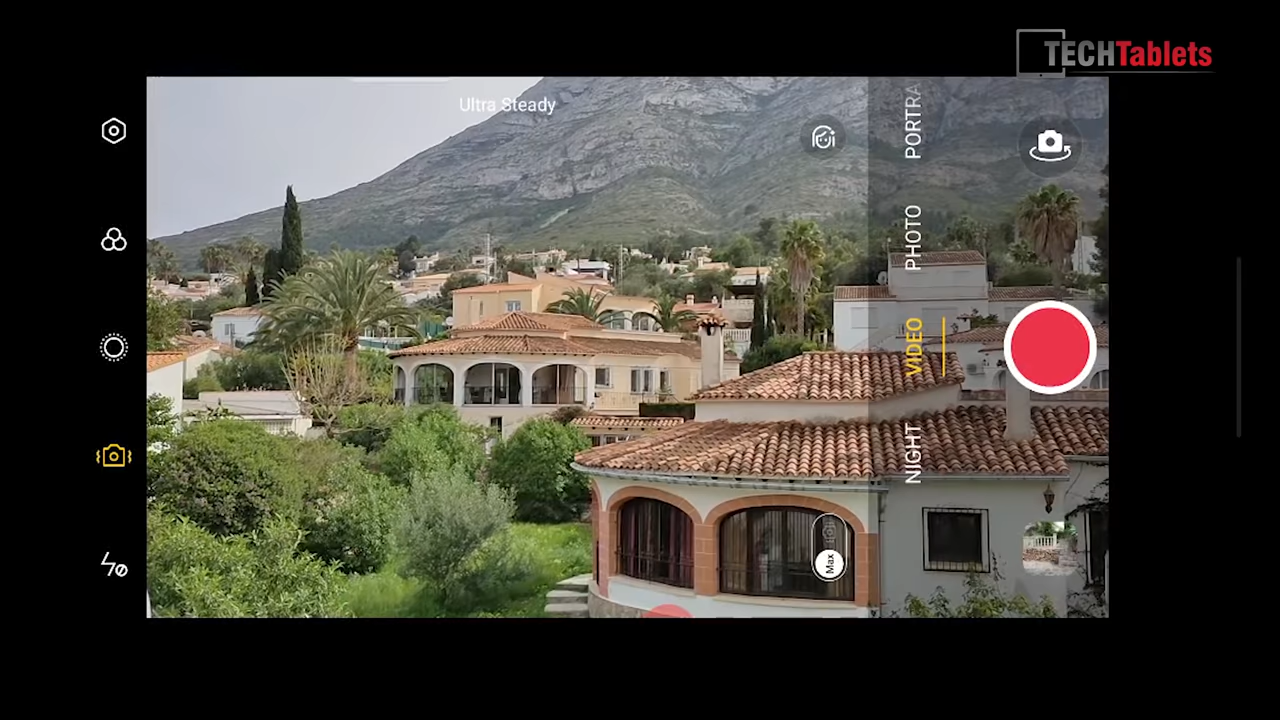 TECHTablets
Ultra Steady
PORTRA
PHOTO
VIDEO
NIGHT
Max